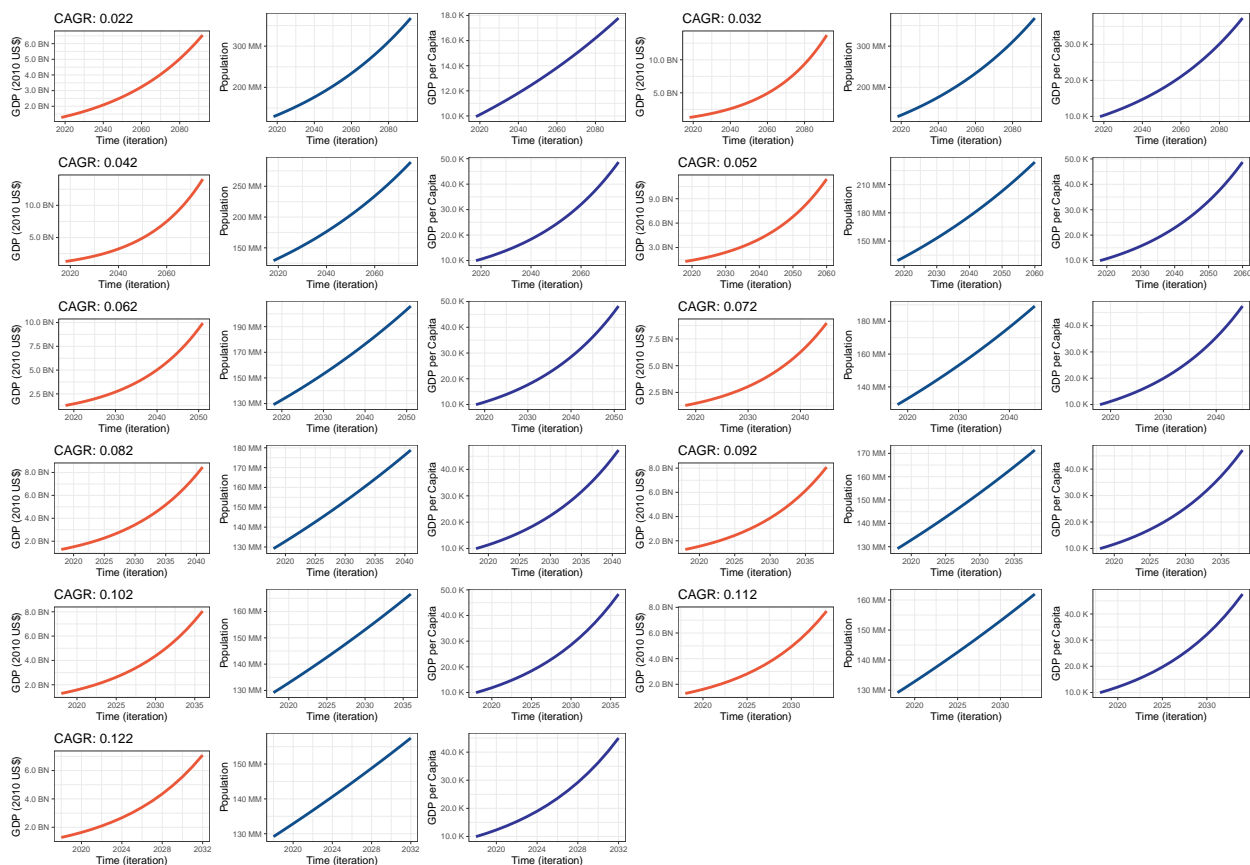 CAGR: 0.022
GDP (2010 US$)
6.0 BN
5.0 BN
4.0 BN
3.0 BN
2.0 BN
2020 2040 2060 2080
Time (iteration)
Population
300 MM
200 MM
2020 2040 2060 2080
Time (iteration)
GDP per Capita
18.0 K
16.0 K
14.0 K
12.0 K
10.0 K
2020 2040 2060 2080
Time (iteration)
CAGR: 0.032
GDP (2010 US$)
10.0 BN
5.0 BN
2020 2040 2060 2080
Time (iteration)
Population
300 MM
200 MM
2020 2040 2060 2080
Time (iteration)
GDP per Capita
30.0 K
20.0 K
10.0 K
2020 2040 2060 2080
Time (iteration)
CAGR: 0.042
GDP (2010 US$)
10.0 BN
5.0 BN
2020 2040 2060
Time (iteration)
Population
250 MM
200 MM
150 MM
2020 2040 2060
Time (iteration)
GDP per Capita
50.0 K
40.0 K
30.0 K
20.0 K
10.0 K
2020 2040 2060
Time (iteration)
CAGR: 0.052
GDP (2010 US$)
9.0 BN
6.0 BN
3.0 BN
2020 2030 2040 2050 2060
Time (iteration)
Population
210 MM
180 MM
150 MM
2020 2030 2040 2050 2060
Time (iteration)
GDP per Capita
50.0 K
40.0 K
30.0 K
20.0 K
10.0 K
2020 2030 2040 2050 2060
Time (iteration)
CAGR: 0.062
GDP (2010 US$)
10.0 BN
7.5 BN
5.0 BN
2.5 BN
2020 2030 2040 2050
Time (iteration)
Population
190 MM
170 MM
150 MM
130 MM
2020 2030 2040 2050
Time (iteration)
GDP per Capita
50.0 K
40.0 K
30.0 K
20.0 K
10.0 K
2020 2030 2040 2050
Time (iteration)
CAGR: 0.072
GDP (2010 US$)
7.5 BN
5.0 BN
2.5 BN
2020 2030 2040
Time (iteration)
Population
180 MM
160 MM
140 MM
2020 2030 2040
Time (iteration)
GDP per Capita
40.0 K
30.0 K
20.0 K
10.0 K
2020 2030 2040
Time (iteration)
CAGR: 0.082
GDP (2010 US$)
8.0 BN
6.0 BN
4.0 BN
2.0 BN
2020 2025 2030 2035 2040
Time (iteration)
Population
180 MM
170 MM
160 MM
150 MM
140 MM
130 MM
2020 2025 2030 2035 2040
Time (iteration)
GDP per Capita
40.0 K
30.0 K
20.0 K
10.0 K
2020 2025 2030 2035 2040
Time (iteration)
CAGR: 0.092
GDP (2010 US$)
8.0 BN
6.0 BN
4.0 BN
2.0 BN
2020 2025 2030 2035
Time (iteration)
Population
170 MM
160 MM
150 MM
140 MM
130 MM
2020 2025 2030 2035
Time (iteration)
GDP per Capita
40.0 K
30.0 K
20.0 K
10.0 K
2020 2025 2030 2035
Time (iteration)
CAGR: 0.102
GDP (2010 US$)
8.0 BN
6.0 BN
4.0 BN
2.0 BN
2020 2025 2030 2035
Time (iteration)
Population
160 MM
150 MM
140 MM
130 MM
2020 2025 2030 2035
Time (iteration)
GDP per Capita
50.0 K
40.0 K
30.0 K
20.0 K
10.0 K
2020 2025 2030 2035
Time (iteration)
CAGR: 0.112
GDP (2010 US$)
8.0 BN
6.0 BN
4.0 BN
2.0 BN
2020 2025 2030
Time (iteration)
Population
160 MM
150 MM
140 MM
130 MM
2020 2025 2030
Time (iteration)
GDP per Capita
40.0 K
30.0 K
20.0 K
10.0 K
2020 2025 2030
Time (iteration)
CAGR: 0.122
GDP (2010 US$)
6.0 BN
4.0 BN
2.0 BN
2020 2024 2028 2032
Time (iteration)
Population
150 MM
140 MM
130 MM
2020 2024 2028 2032
Time (iteration)
GDP per Capita
40.0 K
30.0 K
20.0 K
10.0 K
2020 2024 2028 2032
Time (iteration)